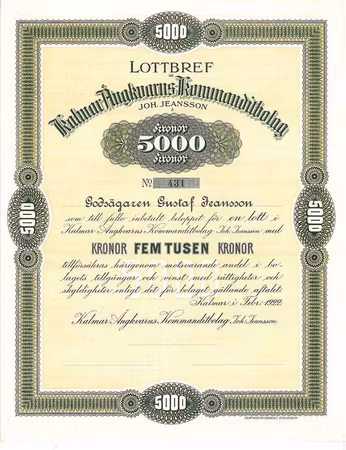 5000
LOTTBREF
Kalmar Ångkvarns Kommanditbolag
JOH. JEANSSON
Å
Kronor
5000
Kronor
5000
5000
No 431
Godsägaren Gustaf Jeansson
som till fullo inbetalt beloppet för en lott i
Kalmar Ångkvarns Kommanditbolag Joh. Jeansson med
KRONOR FEM TUSEN KRONOR
tillförsäkras härigenom motsvarande andel i bo-
lagets tillgångar och vinst med rättigheter och
skyldigheter enligt det för bolaget gällande aftalet.
Kalmar i Febr. 1920.
Kalmar Ångkvarns Kommanditbolag Joh. Jeansson
5000